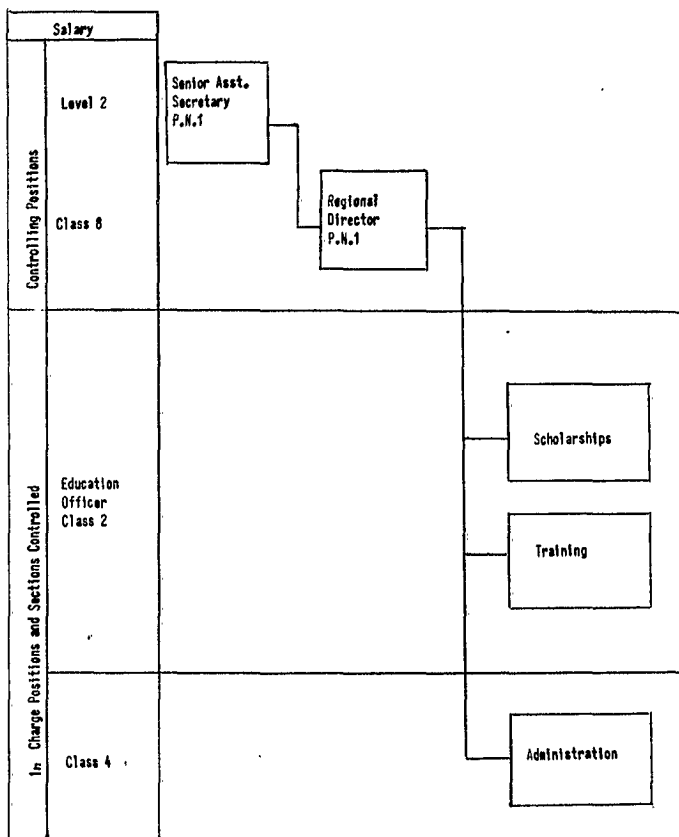 Salary
Controlling Positions
Level 2
Senior Asst.
Secretary
P.N.1
Class 8
Regional
Director
P.N.1
In Charge Positions and Sections Controlled
Education
Officer
Class 2
Scholarships
Training
Class 4
Administration